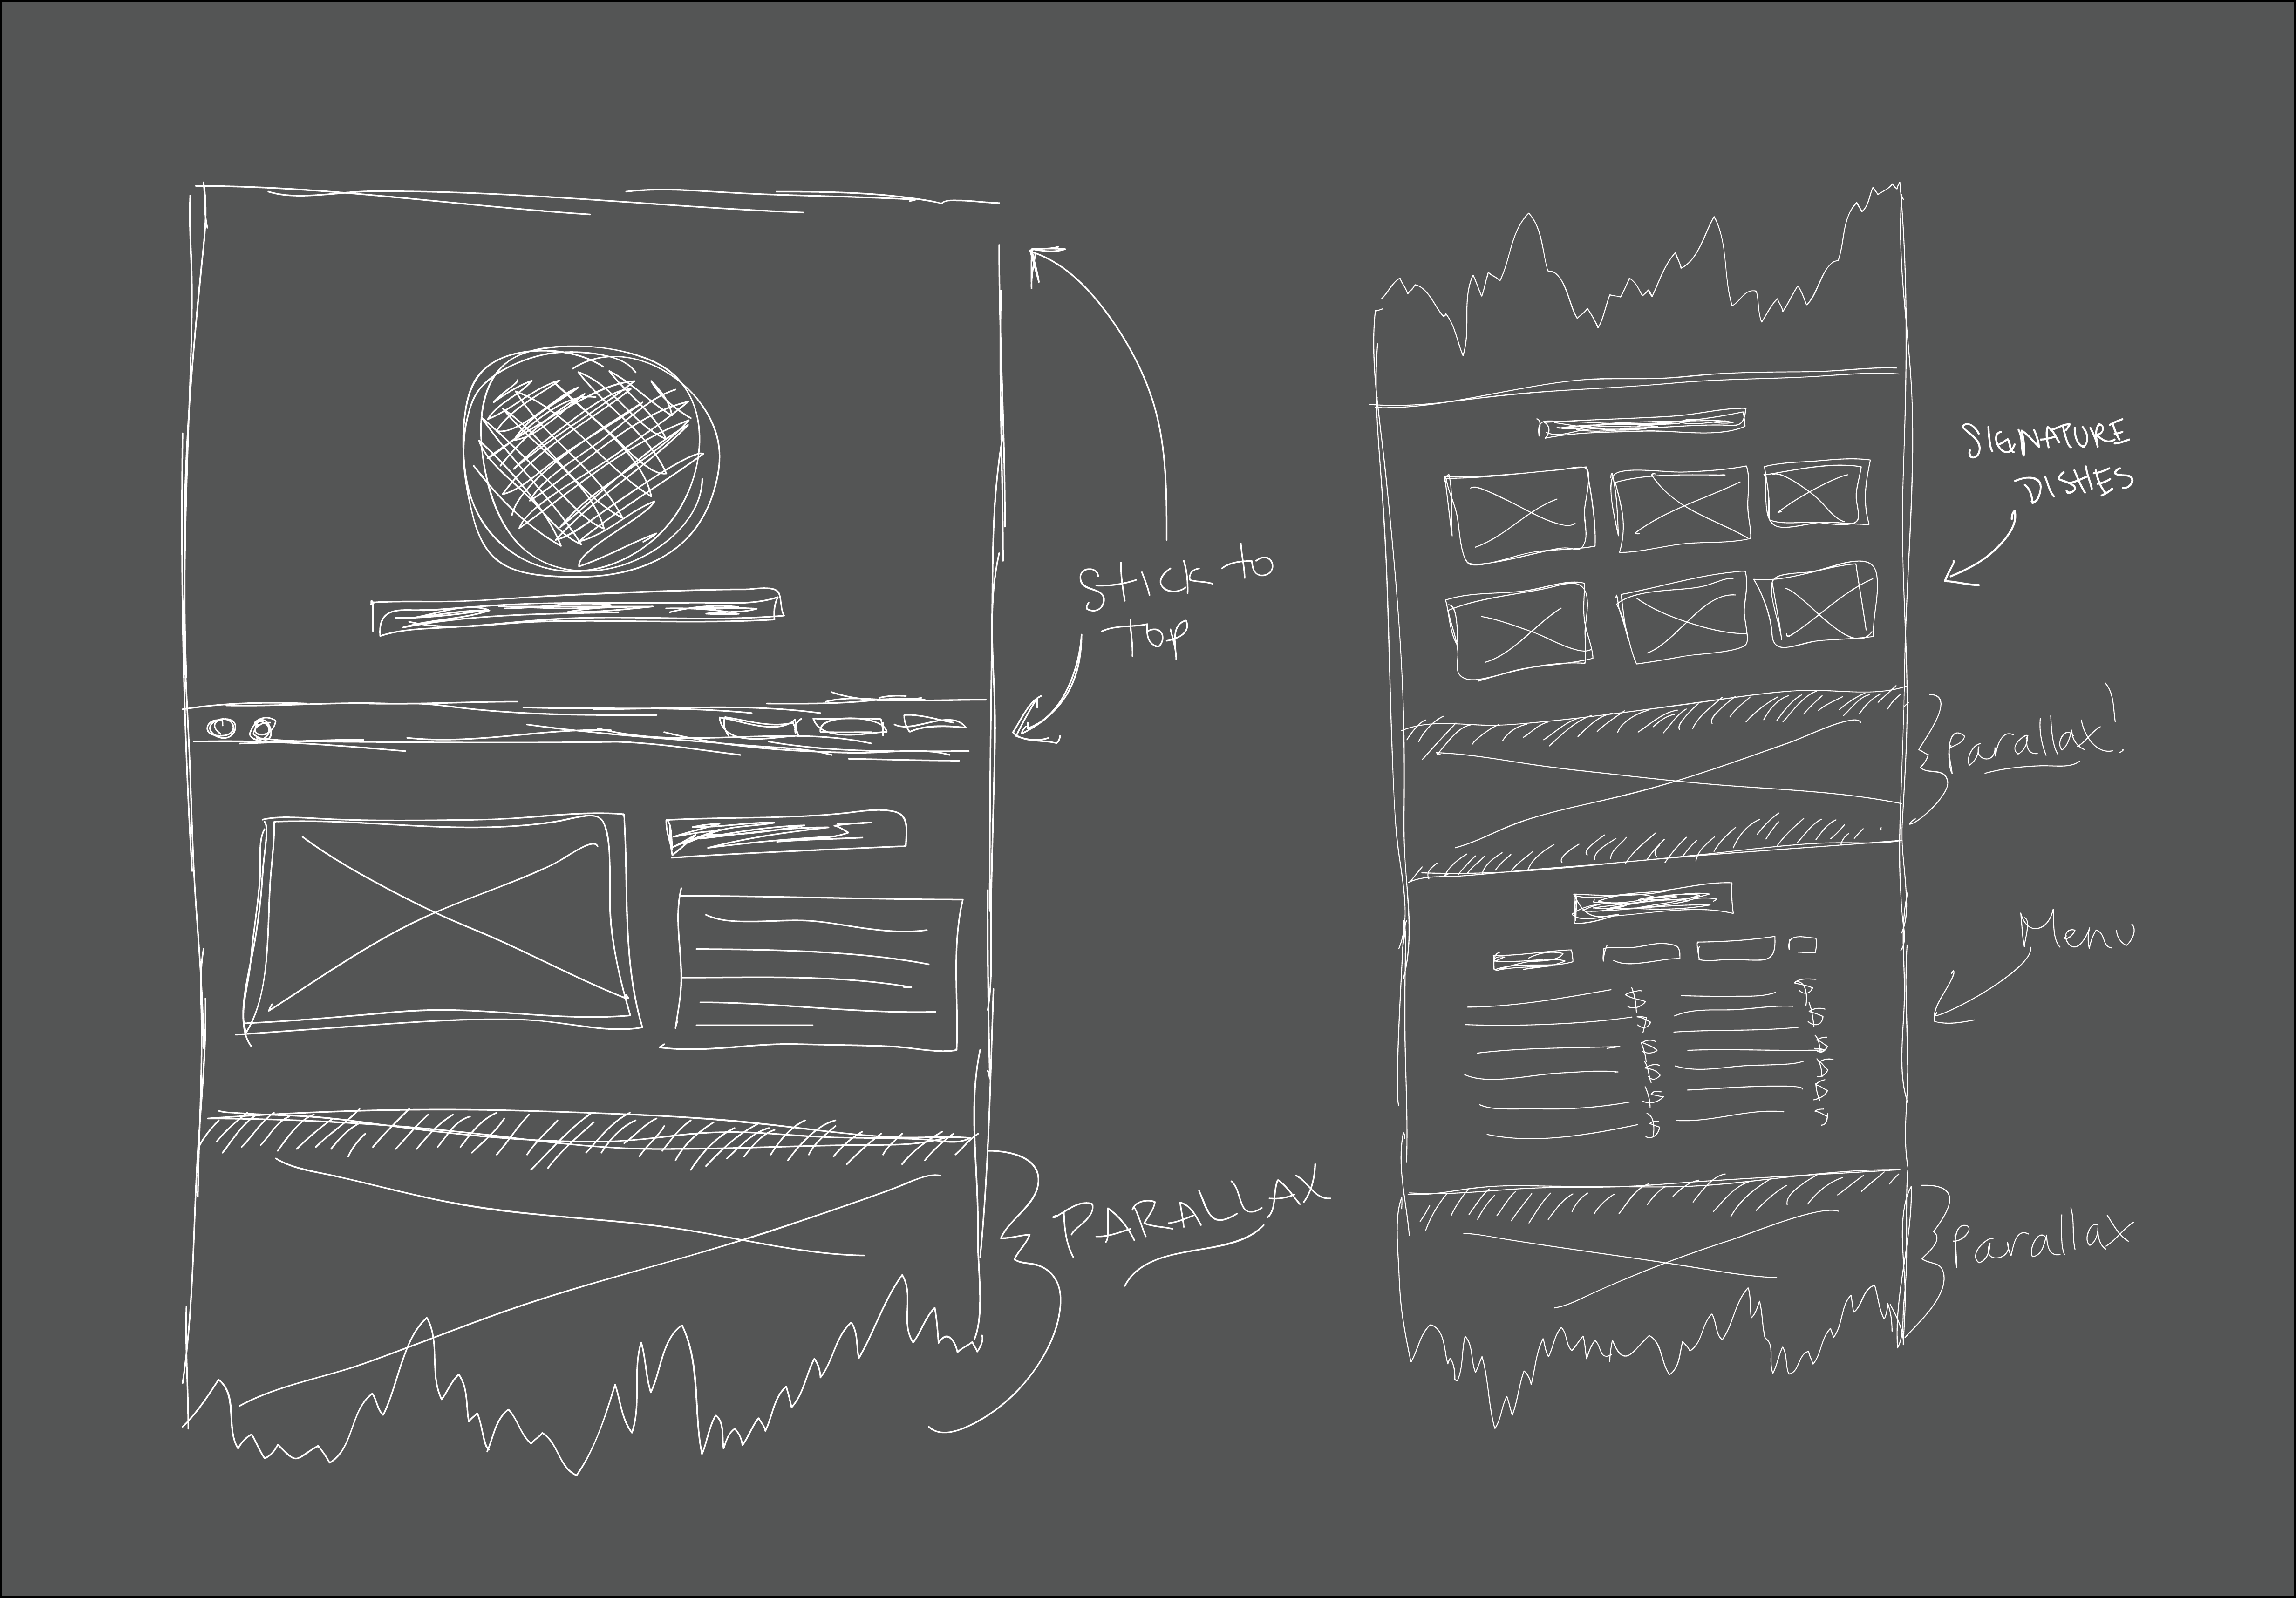 Stick to
Top
PARALLAX
SIGNATURE
DISHES
Parallax.
Menu
$ $
$ $
$ $
$ $
$ $
$ $
Parallax